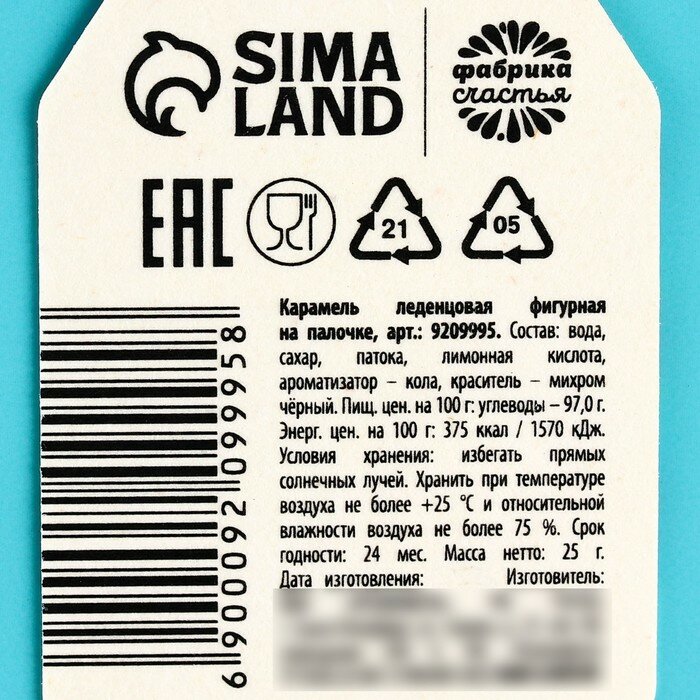 SIMA
LAND
фабрика
счастья
EAC
21
05
Карамель леденцовая фигурная
на палочке, арт.: 9209995. Состав: вода,
сахар, патока, лимонная кислота,
ароматизатор – кола, краситель – михром
чёрный. Пищ. цен. на 100 г: углеводы – 97,0 г.
Энерг. цен. на 100 г: 375 ккал / 1570 кДж.
Условия хранения: избегать прямых
солнечных лучей. Хранить при температуре
воздуха не более +25 °C и относительной
влажности воздуха не более 75 %. Срок
годности: 24 мес. Масса нетто: 25 г.
Дата изготовления: Изготовитель:
6900092099958